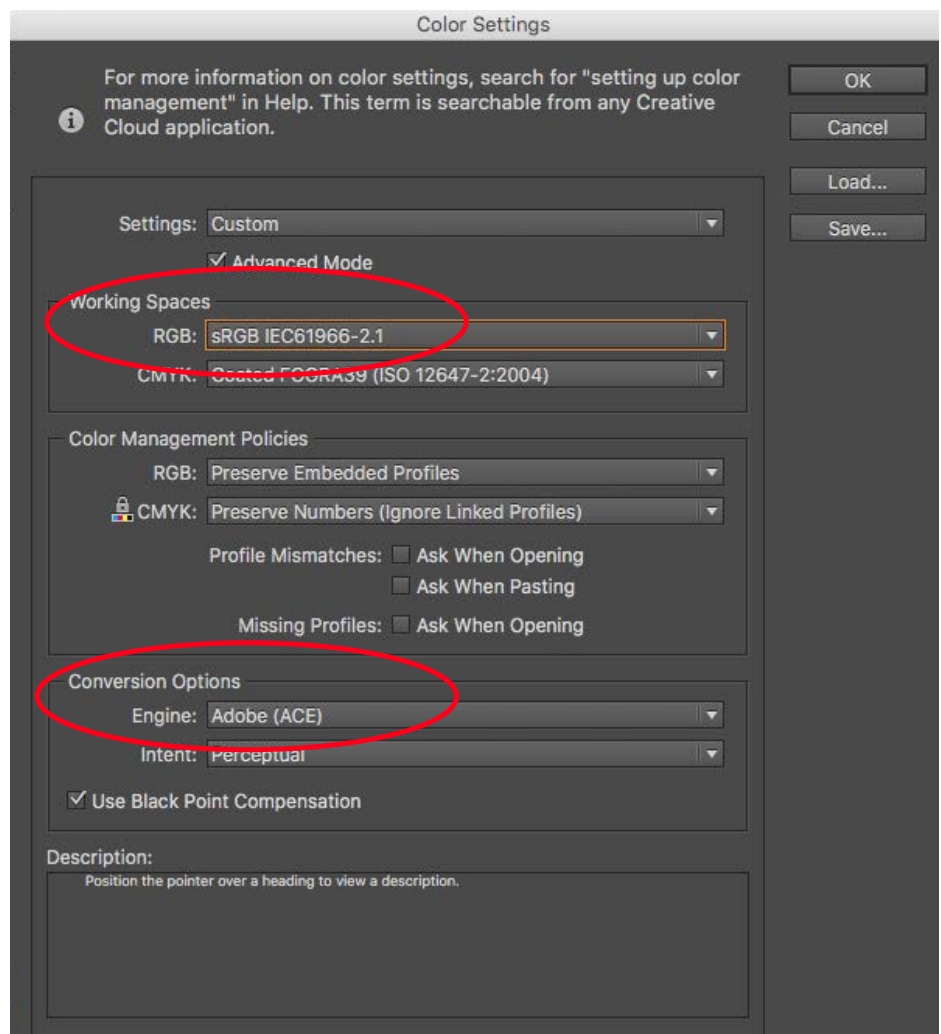 Color Settings
For more information on color settings, search for "setting up color
management" in Help. This term is searchable from any Creative
Cloud application.
OK
Cancel
Load...
Save...
Settings: Custom
Advanced Mode
Working Spaces
RGB: sRGB IEC61966-2.1
CMYK: Coated FOGRA39 (ISO 12647-2:2004)
Color Management Policies
RGB: Preserve Embedded Profiles
CMYK: Preserve Numbers (Ignore Linked Profiles)
Profile Mismatches: Ask When Opening
Ask When Pasting
Missing Profiles: Ask When Opening
Conversion Options
Engine: Adobe (ACE)
Intent: Perceptual
Use Black Point Compensation
Description:
Position the pointer over a heading to view a description.